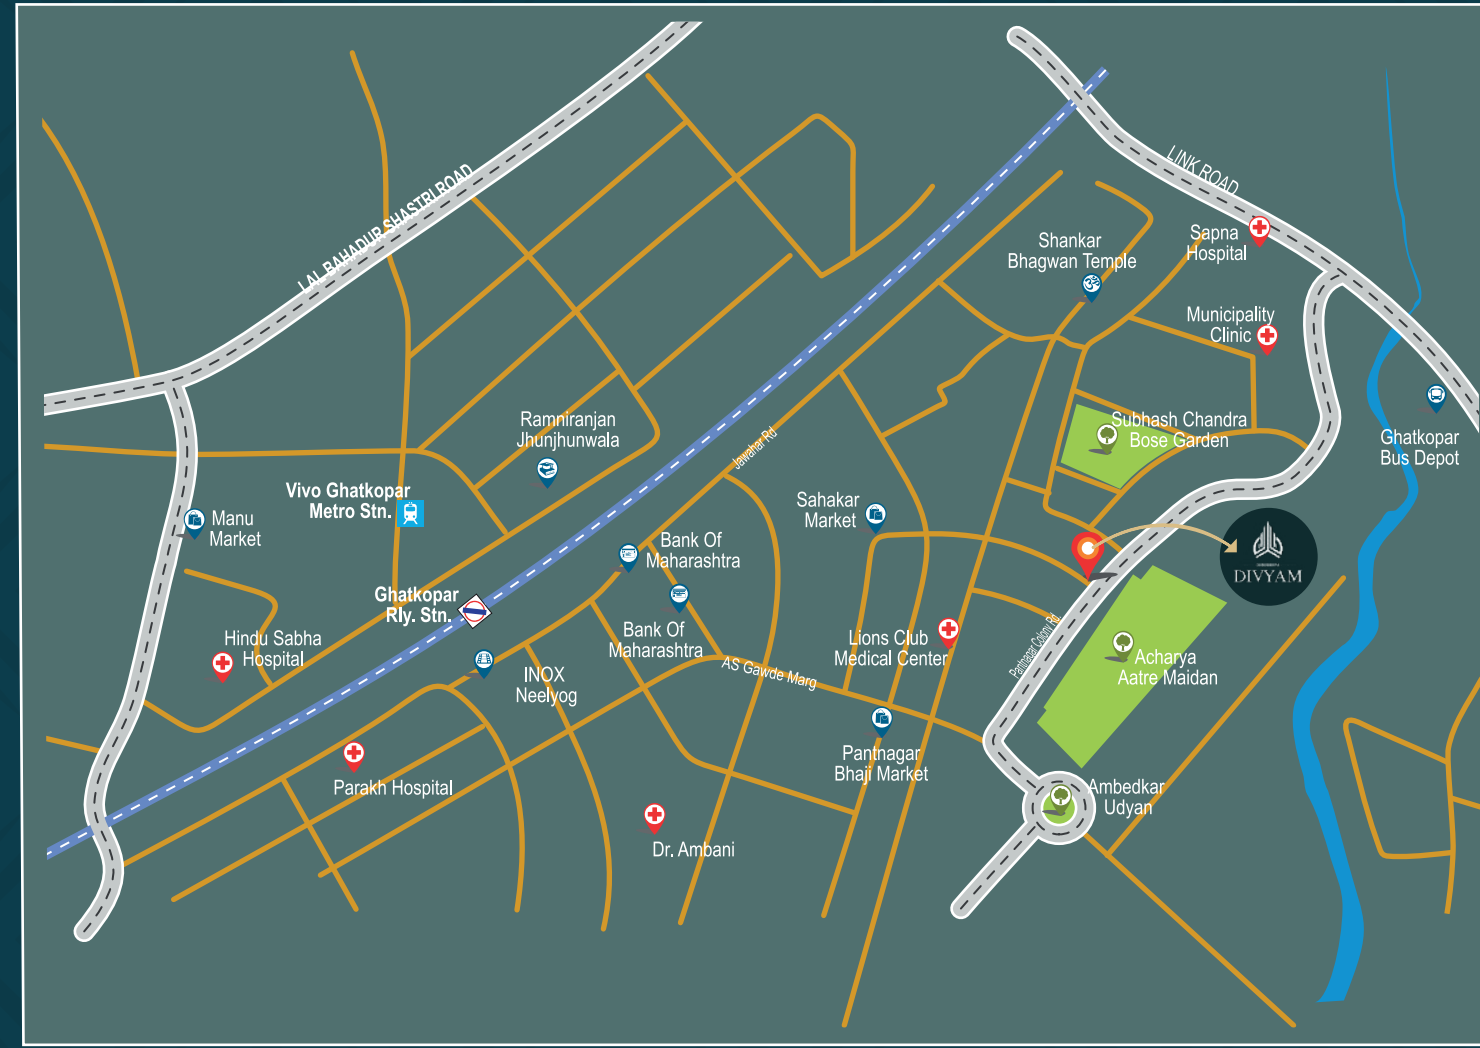 LINK ROAD
LAL BAHADUR SHASTRI ROAD
Sapna
Hospital
Shankar
Bhagwan Temple
Municipality
Clinic
Ramniranjan
Jhunjhunwala
Jawahar Rd
Subhash Chandra
Bose Garden
Ghatkopar
Bus Depot
Vivo Ghatkopar
Metro Stn.
Manu
Market
Sahakar
Market
Bank Of
Maharashtra
DIVYAM
Ghatkopar
Rly. Stn.
Bank Of
Maharashtra
Hindu Sabha
Hospital
Lions Club
Medical Center
Pantnagar Colony Rd
Acharya
Aatre Maidan
INOX
Neelyog
AS Gawde Marg
Pantnagar
Bhaji Market
Parakh Hospital
Ambedkar
Udyan
Dr. Ambani